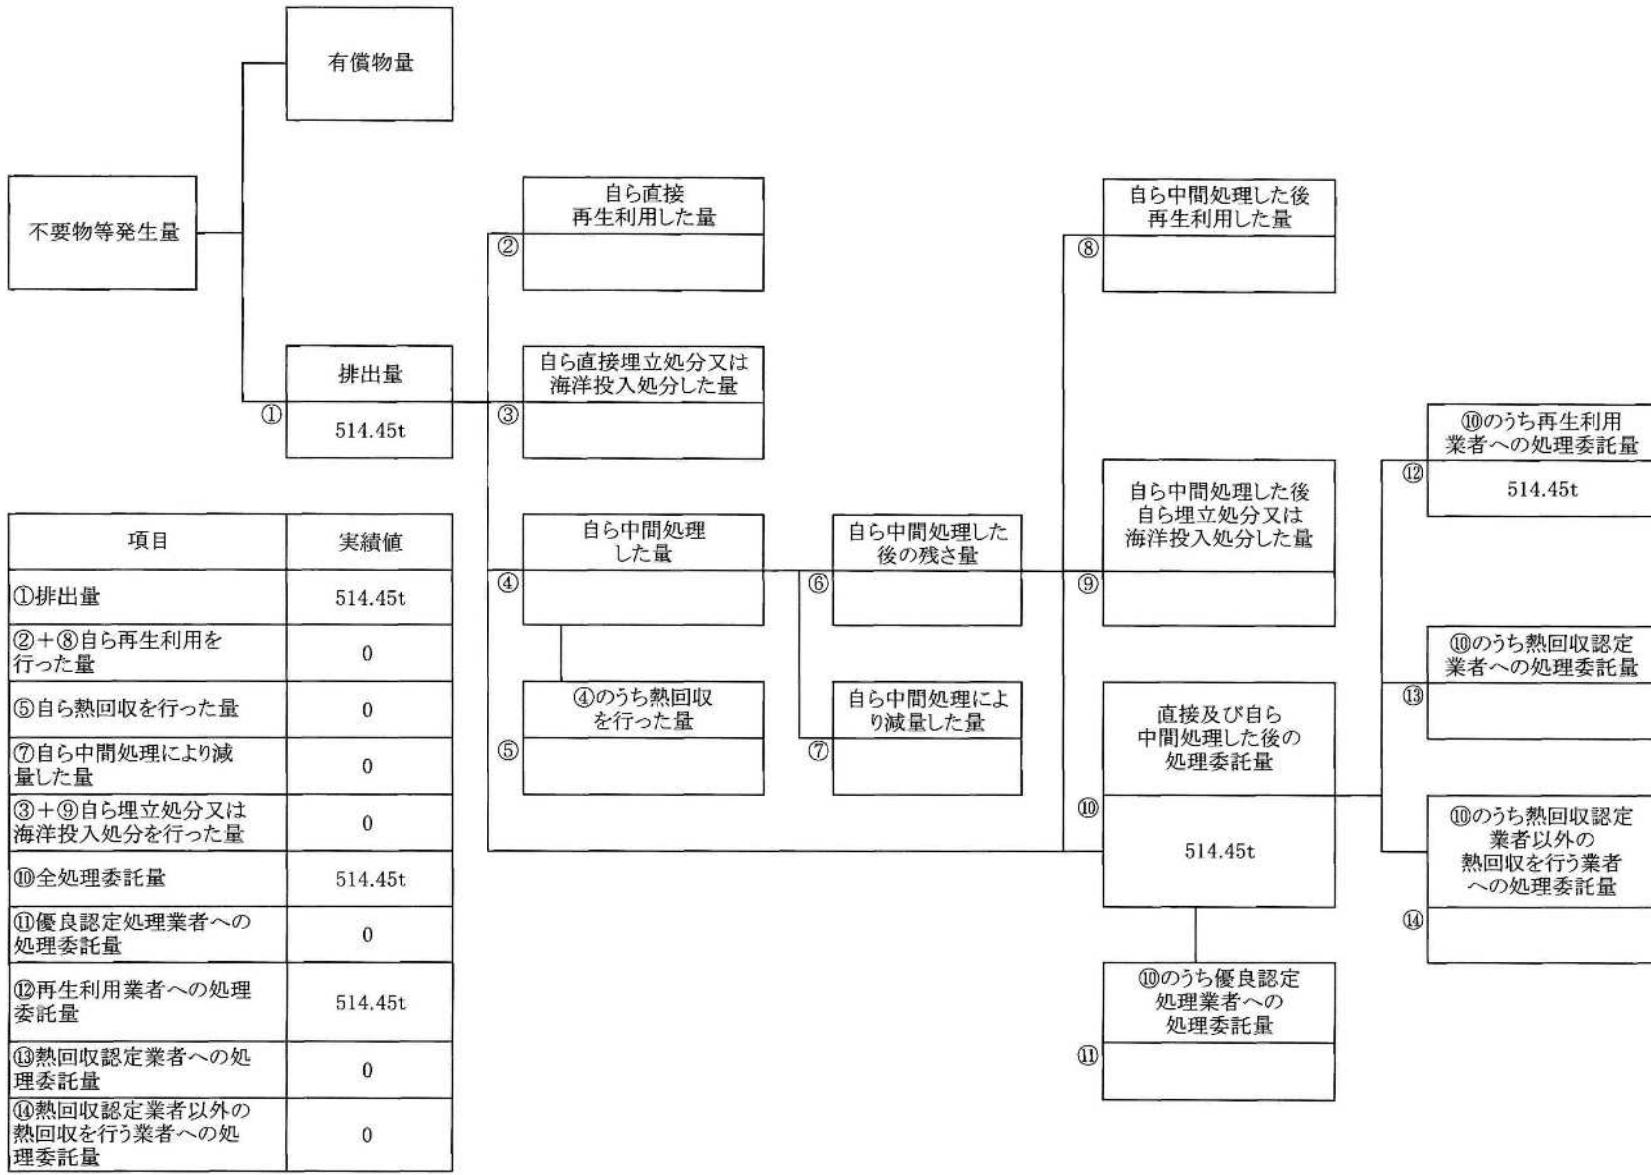 有償物量
不要物等発生量
排出量
①
514.45t
自ら直接
再生利用した量
②
自ら直接埋立処分又は
海洋投入処分した量
③
自ら中間処理
した量
④
④のうち熱回収
を行った量
⑤
自ら中間処理した
後の残さ量
⑥
自ら中間処理によ
り減量した量
⑦
自ら中間処理した後
再生利用した量
⑧
自ら中間処理した後
自ら埋立処分又は
海洋投入処分した量
⑨
直接及び自ら
中間処理した後の
処理委託量
⑩
514.45t
⑩のうち優良認定
処理業者への
処理委託量
⑪
⑩のうち再生利用
業者への処理委託量
⑫
514.45t
⑩のうち熱回収認定
業者への処理委託量
⑬
⑩のうち熱回収認定
業者以外の
熱回収を行う業者
への処理委託量
⑭
項目 実績値
①排出量 514.45t
②+⑧自ら再生利用を
行った量 0
⑤自ら熱回収を行った量 0
⑦自ら中間処理により減
量した量 0
③+⑨自ら埋立処分又は
海洋投入処分を行った量 0
⑩全処理委託量 514.45t
⑪優良認定処理業者への
処理委託量 0
⑫再生利用業者への処理
委託量 514.45t
⑬熱回収認定業者への処
理委託量 0
⑭熱回収認定業者以外の
熱回収を行う業者への処
理委託量 0